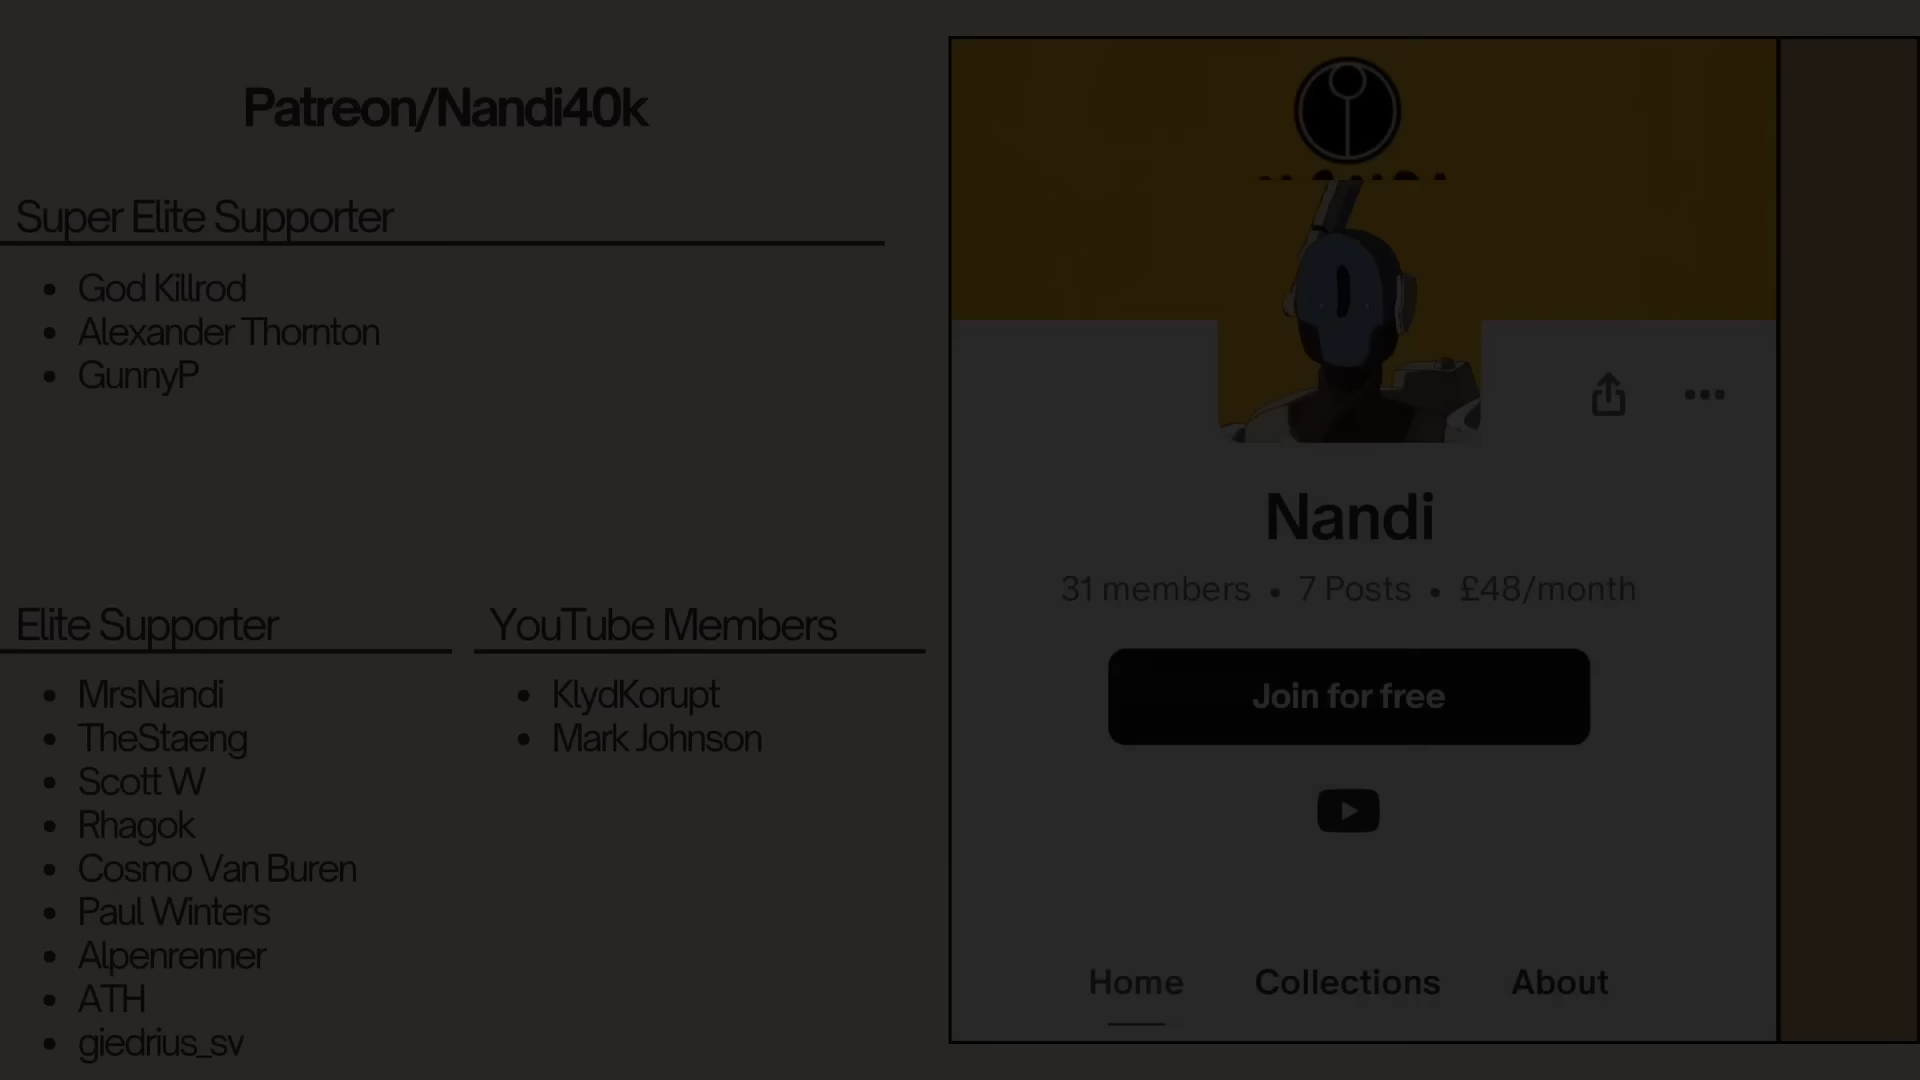 Patreon/Nandi40k
Super Elite Supporter
God Killrod
Alexander Thornton
GunnyP
Elite Supporter
MrsNandi
TheStaeng
Scott W
Rhagok
Cosmo Van Buren
Paul Winters
Alpenrenner
ATH
giedrius_sv
YouTube Members
KlydKorupt
Mark Johnson
Nandi
31 members • 7 Posts • £48/month
Join for free
Home Collections About